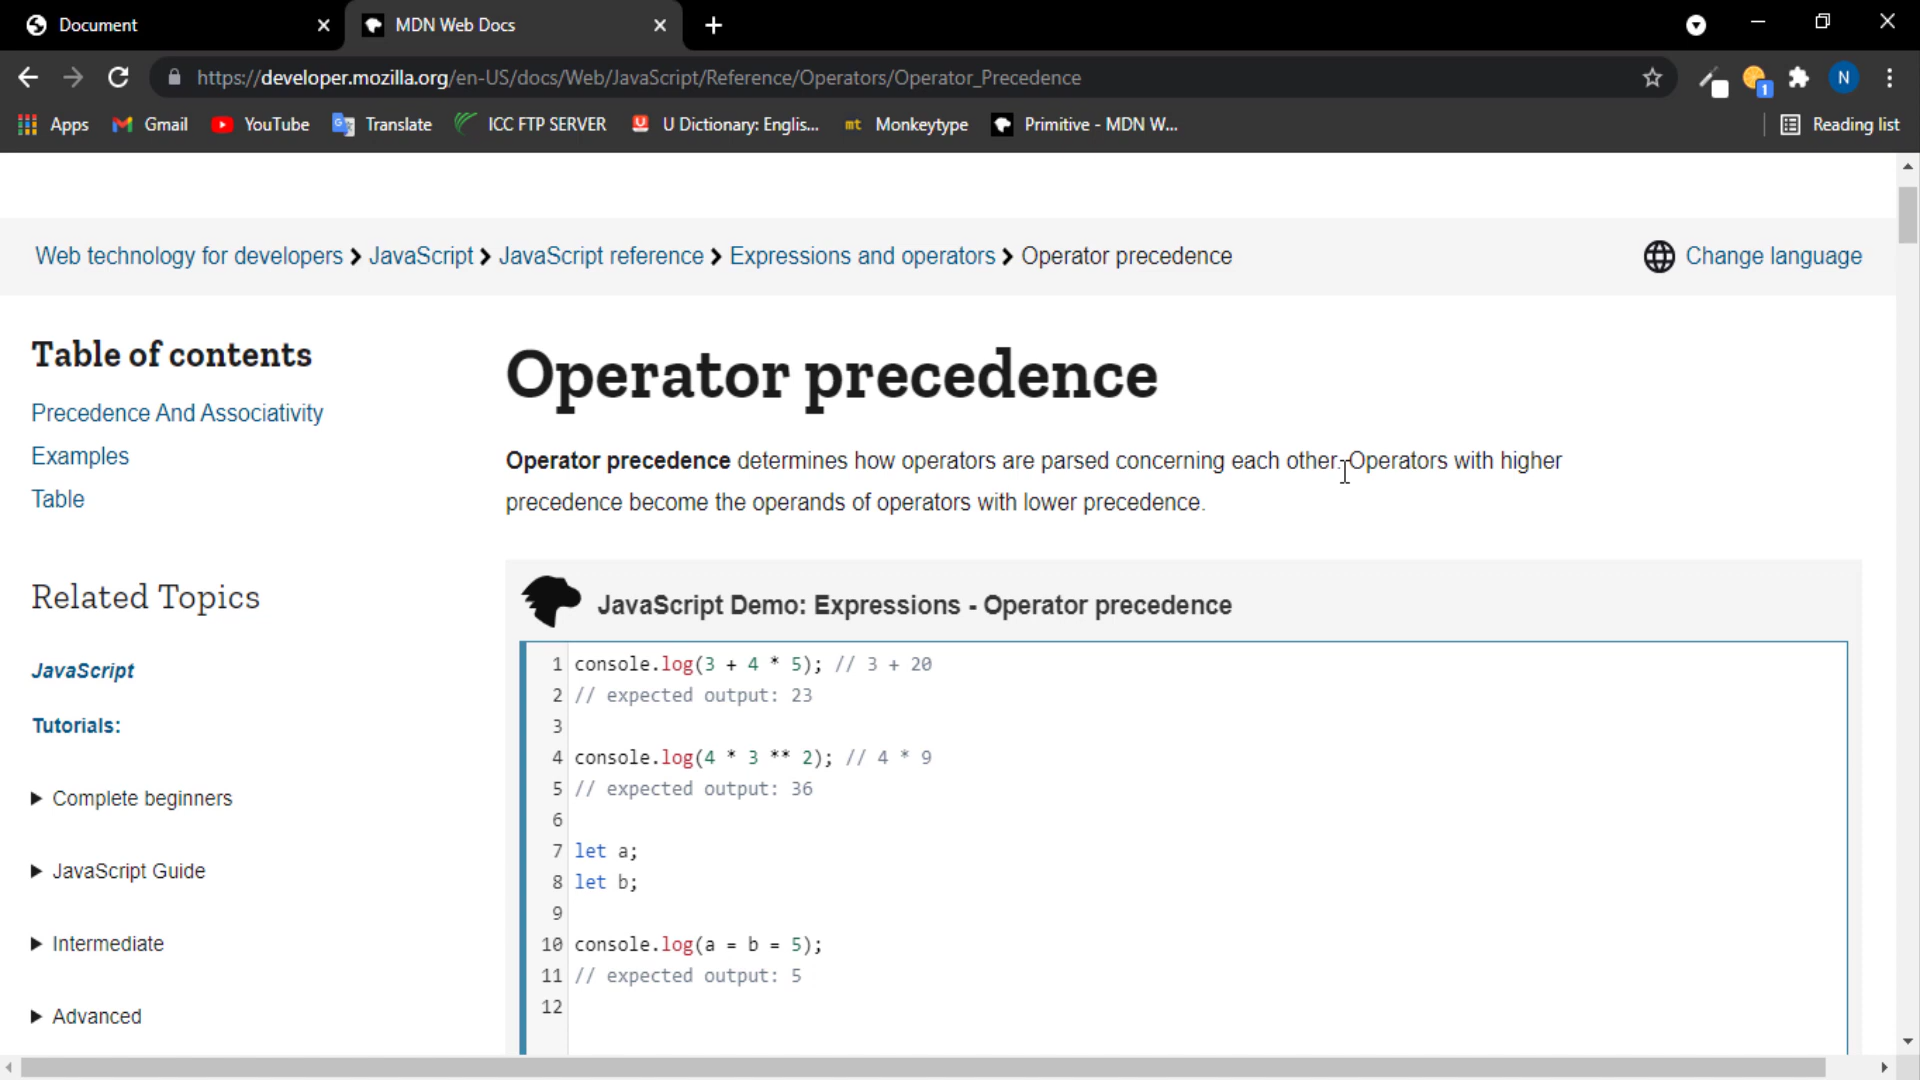 Document
MDN Web Docs
https://developer.mozilla.org/en-US/docs/Web/JavaScript/Reference/Operators/Operator_Precedence
1
N
Apps
Gmail
YouTube
Translate
ICC FTP SERVER
U Dictionary: Englis...
mt Monkeytype
Primitive - MDN W...
Reading list
Web technology for developers
JavaScript
JavaScript reference
Expressions and operators
Operator precedence
Change language
Table of contents
Precedence And Associativity
Examples
Table
Related Topics
JavaScript
Tutorials:
Complete beginners
JavaScript Guide
Intermediate
Advanced
Operator precedence
Operator precedence determines how operators are parsed concerning each other. Operators with higher
precedence become the operands of operators with lower precedence.
JavaScript Demo: Expressions - Operator precedence
1 console.log(3 + 4 * 5); // 3 + 20
2 // expected output: 23
3
4 console.log(4 * 3 ** 2); // 4 * 9
5 // expected output: 36
6
7 let a;
8 let b;
9
10 console.log(a = b = 5);
11 // expected output: 5
12